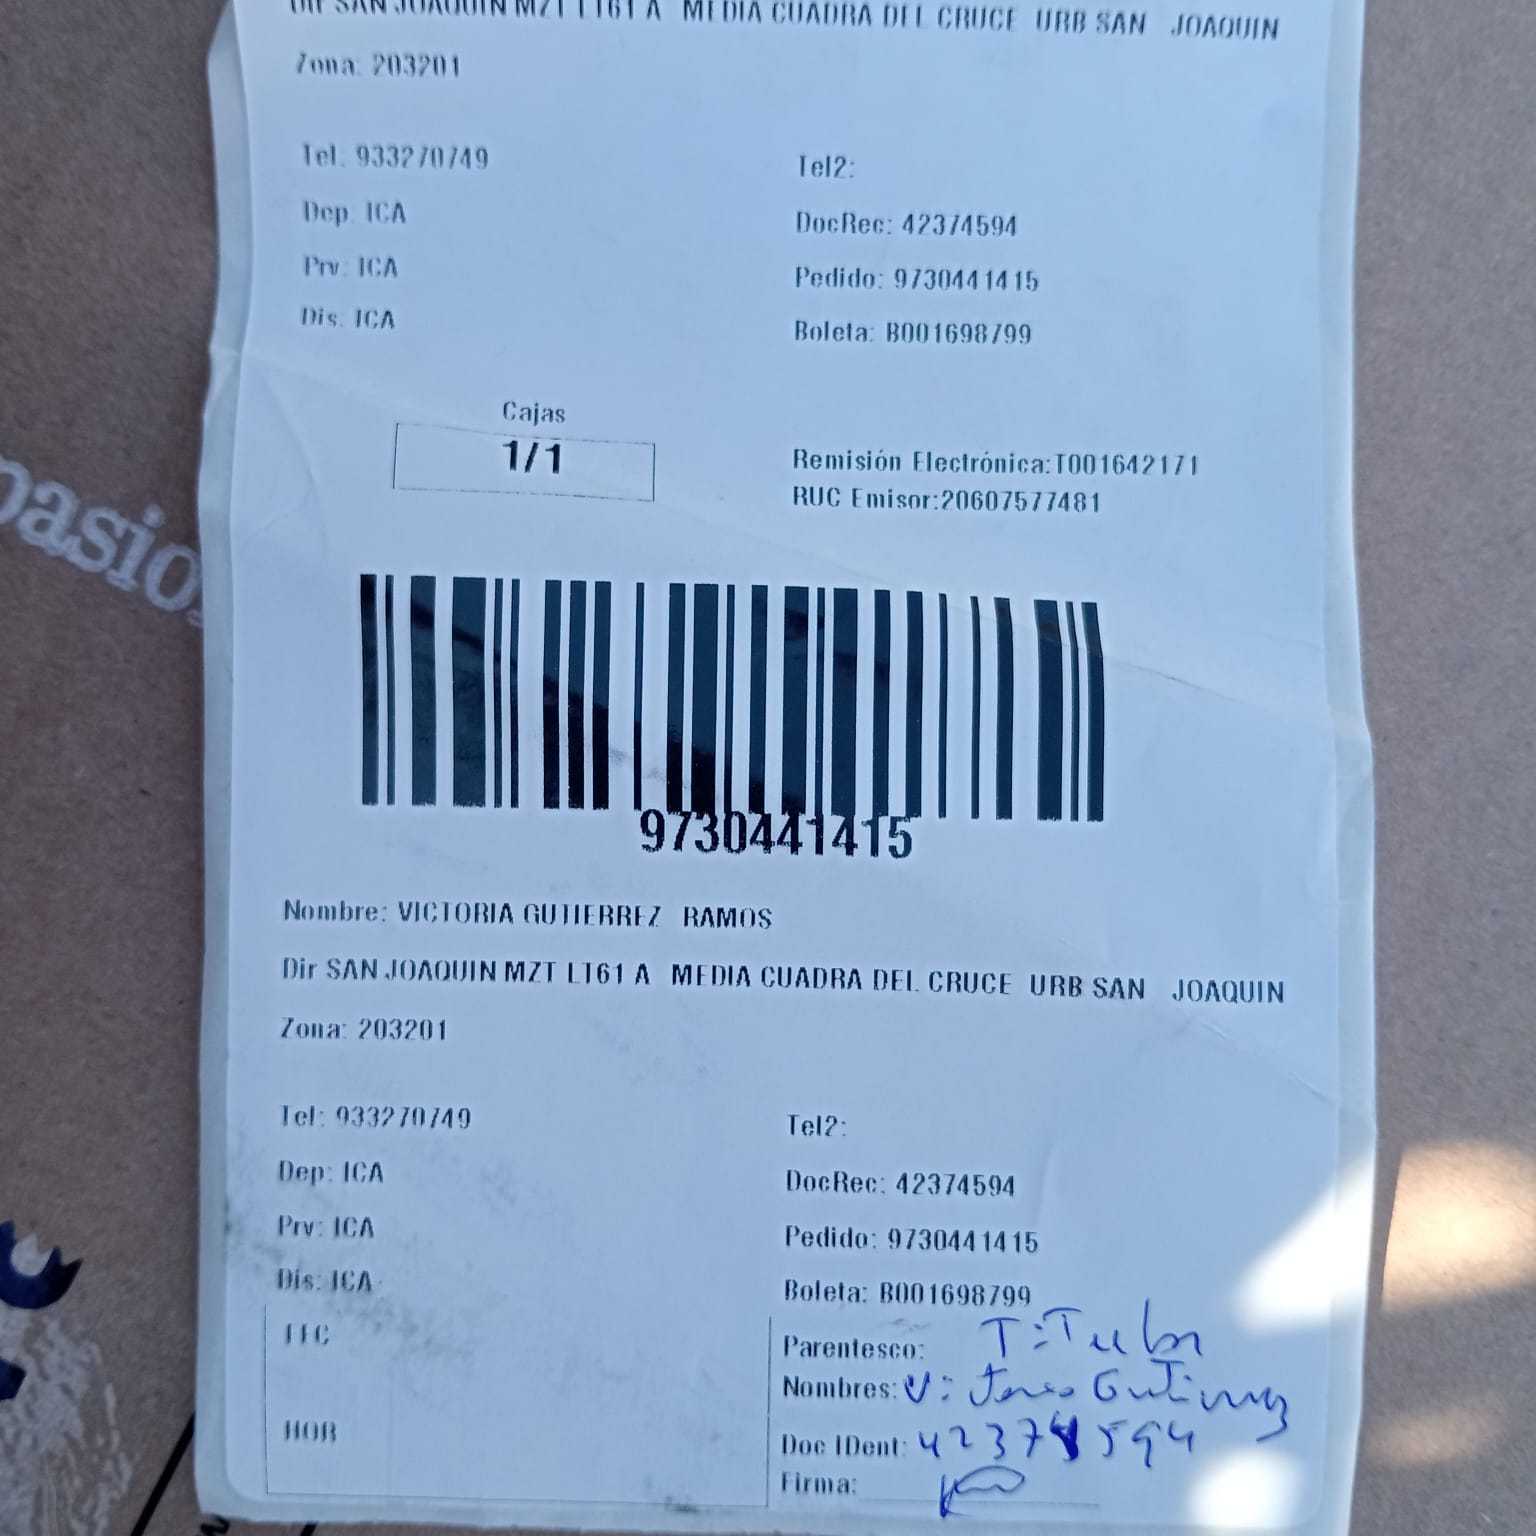 Dir SAN JOAQUIN MZT LT61 A MEDIA CUADRA DEL CRUCE URB SAN JOAQUIN
Zona: 203201
Tel: 933270749 Tel2:
Dep: ICA DocRec: 42374594
Prv: ICA Pedido: 9730441415
Dis: ICA Boleta: B001698799
Cajas
1/1
Remisión Electrónica:T001642171
RUC Emisor:20607577481
9730441415
Nombre: VICTORIA GUTIERREZ RAMOS
Dir SAN JOAQUIN MZT LT61 A MEDIA CUADRA DEL CRUCE URB SAN JOAQUIN
Zona: 203201
Tel: 933270749 Tel2:
Dep: ICA DocRec: 42374594
Prv: ICA Pedido: 9730441415
Dis: ICA Boleta: B001698799
Parentesco:
Nombres:
HOR
Doc IDent: 42374594
Firma: